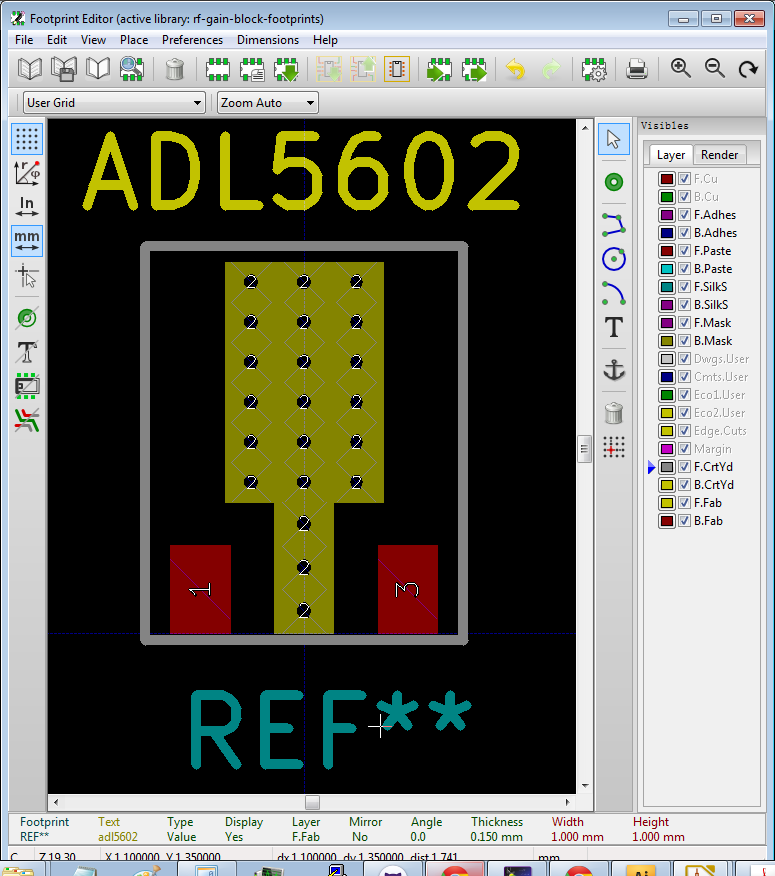 Footprint Editor (active library: rf-gain-block-footprints)
File Edit View Place Preferences Dimensions Help
User Grid Zoom Auto
In
mm
ADL5602
2 2 2
2 2 2
2 2 2
2 2 2
2 2 2
2 2 2
2
2
1 3
2
REF**
Visibles
Layer Render
F.Cu
B.Cu
F.Adhes
B.Adhes
F.Paste
B.Paste
F.SilkS
B.SilkS
F.Mask
B.Mask
Dwgs.User
Cmts.User
Eco1.User
Eco2.User
Edge.Cuts
Margin
F.CrtYd
B.CrtYd
F.Fab
B.Fab
Footprint Text Type Display Layer Mirror Angle Thickness Width Height
REF** adl5602 Value Yes F.Fab No 0.0 0.150 mm 1.000 mm 1.000 mm
Z 19.30 X 1.100000 Y 1.350000 dx 1.100000 dy 1.350000 dist 1.741 mm